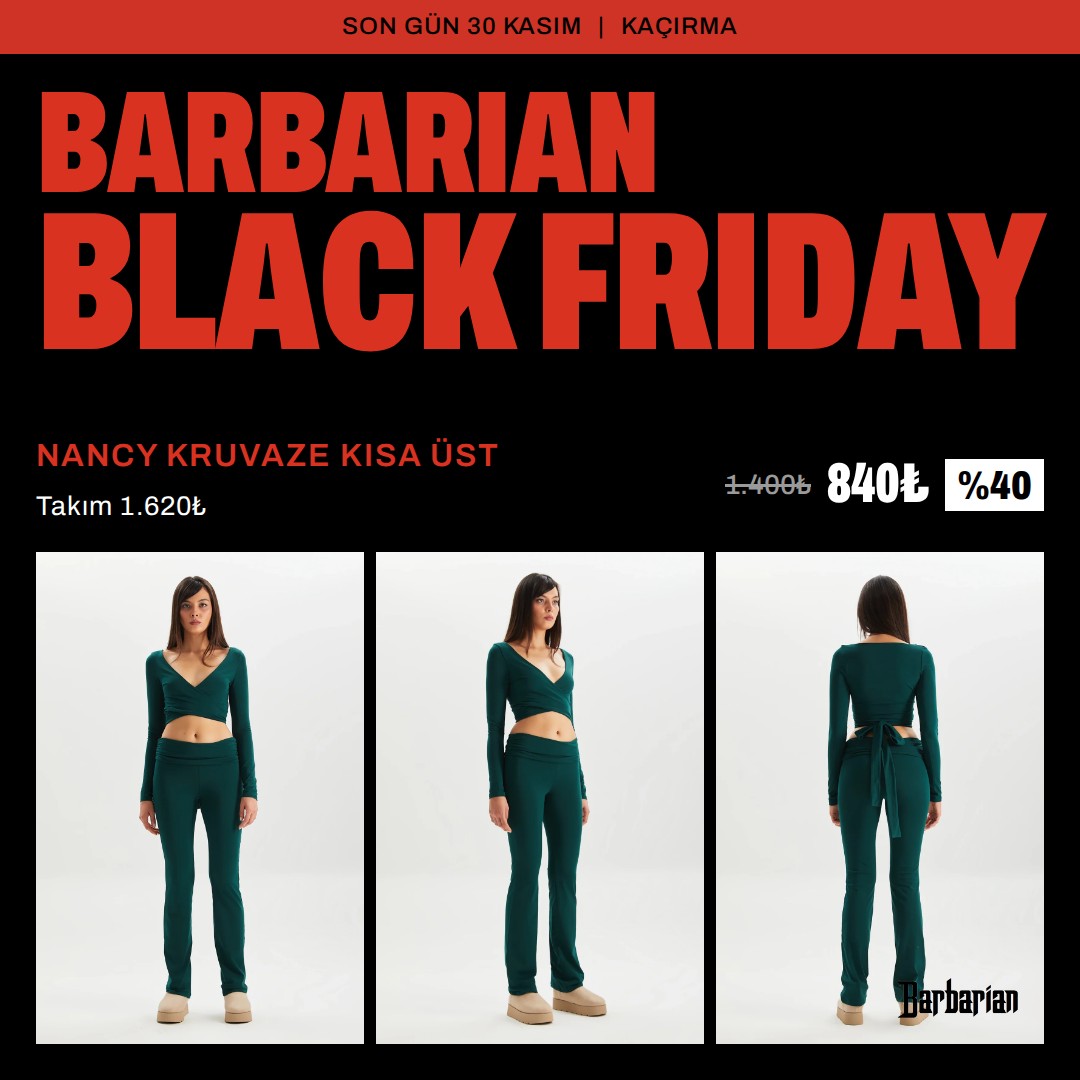 SON GÜN 30 KASIM | KAÇIRMA
BARBARIAN
BLACK FRIDAY
NANCY KRUVAZE KISA ÜST
Takım 1.620₺
1.400₺ 840₺ %40
Barbarian